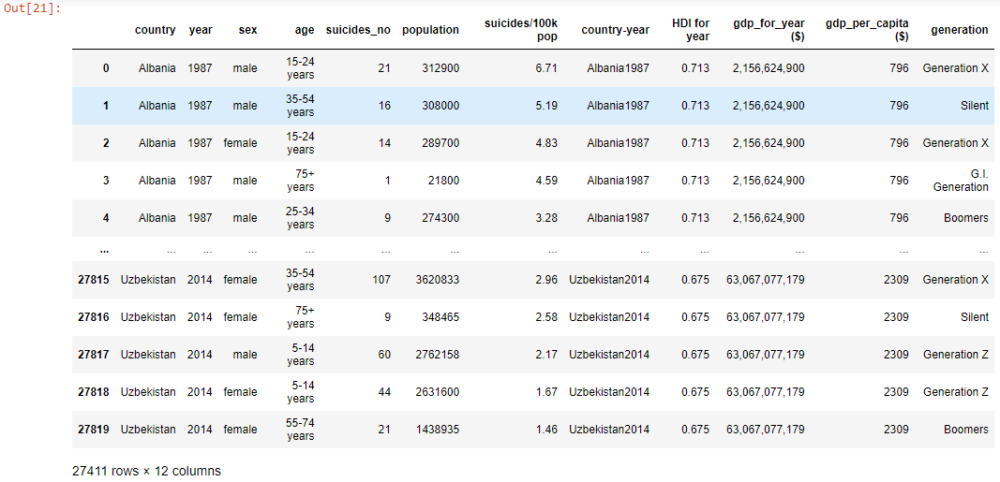 Out[21]:
country year sex age suicides_no population suicides/100k pop country-year HDI for year gdp_for_year ($) gdp_per_capita ($) generation
0 Albania 1987 male 15-24 years 21 312900 6.71 Albania1987 0.713 2,156,624,900 796 Generation X
1 Albania 1987 male 35-54 years 16 308000 5.19 Albania1987 0.713 2,156,624,900 796 Silent
2 Albania 1987 female 15-24 years 14 289700 4.83 Albania1987 0.713 2,156,624,900 796 Generation X
3 Albania 1987 male 75+ years 1 21800 4.59 Albania1987 0.713 2,156,624,900 796 G.I. Generation
4 Albania 1987 male 25-34 years 9 274300 3.28 Albania1987 0.713 2,156,624,900 796 Boomers
... ... ... ... ... ... ... ... ... ... ... ... ...
27815 Uzbekistan 2014 female 35-54 years 107 3620833 2.96 Uzbekistan2014 0.675 63,067,077,179 2309 Generation X
27816 Uzbekistan 2014 female 75+ years 9 348465 2.58 Uzbekistan2014 0.675 63,067,077,179 2309 Silent
27817 Uzbekistan 2014 male 5-14 years 60 2762158 2.17 Uzbekistan2014 0.675 63,067,077,179 2309 Generation Z
27818 Uzbekistan 2014 female 5-14 years 44 2631600 1.67 Uzbekistan2014 0.675 63,067,077,179 2309 Generation Z
27819 Uzbekistan 2014 female 55-74 years 21 1438935 1.46 Uzbekistan2014 0.675 63,067,077,179 2309 Boomers
27411 rows × 12 columns